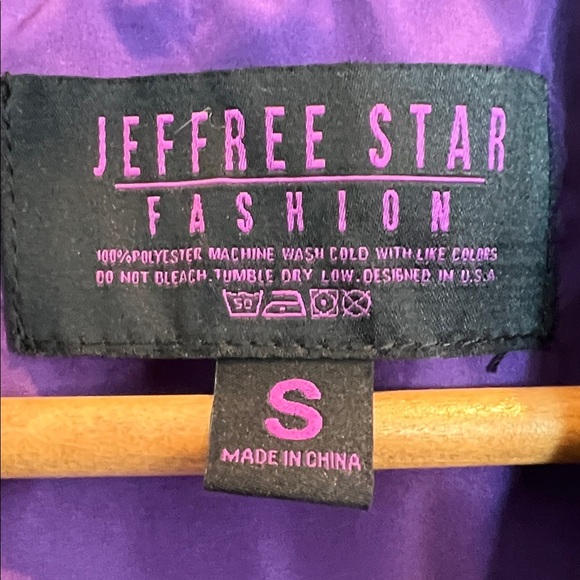 JEFFREE STAR
FASHION
100% POLYESTER MACHINE WASH COLD WITH LIKE COLORS
DO NOT BLEACH. TUMBLE DRY LOW. DESIGNED IN U.S.A
50
S
MADE IN CHINA